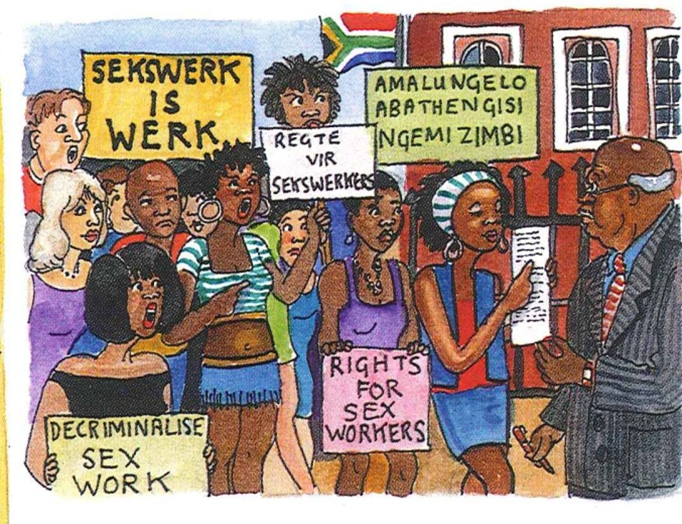 SEKSWERK
IS
WERK
REGTE
VIR
SEKSWERKERS
AMALUNGELO
ABATHENGISI
NGEMIZIMBI
RIGHTS
FOR
SEX
WORKERS
DECRIMINALISE
SEX
WORK